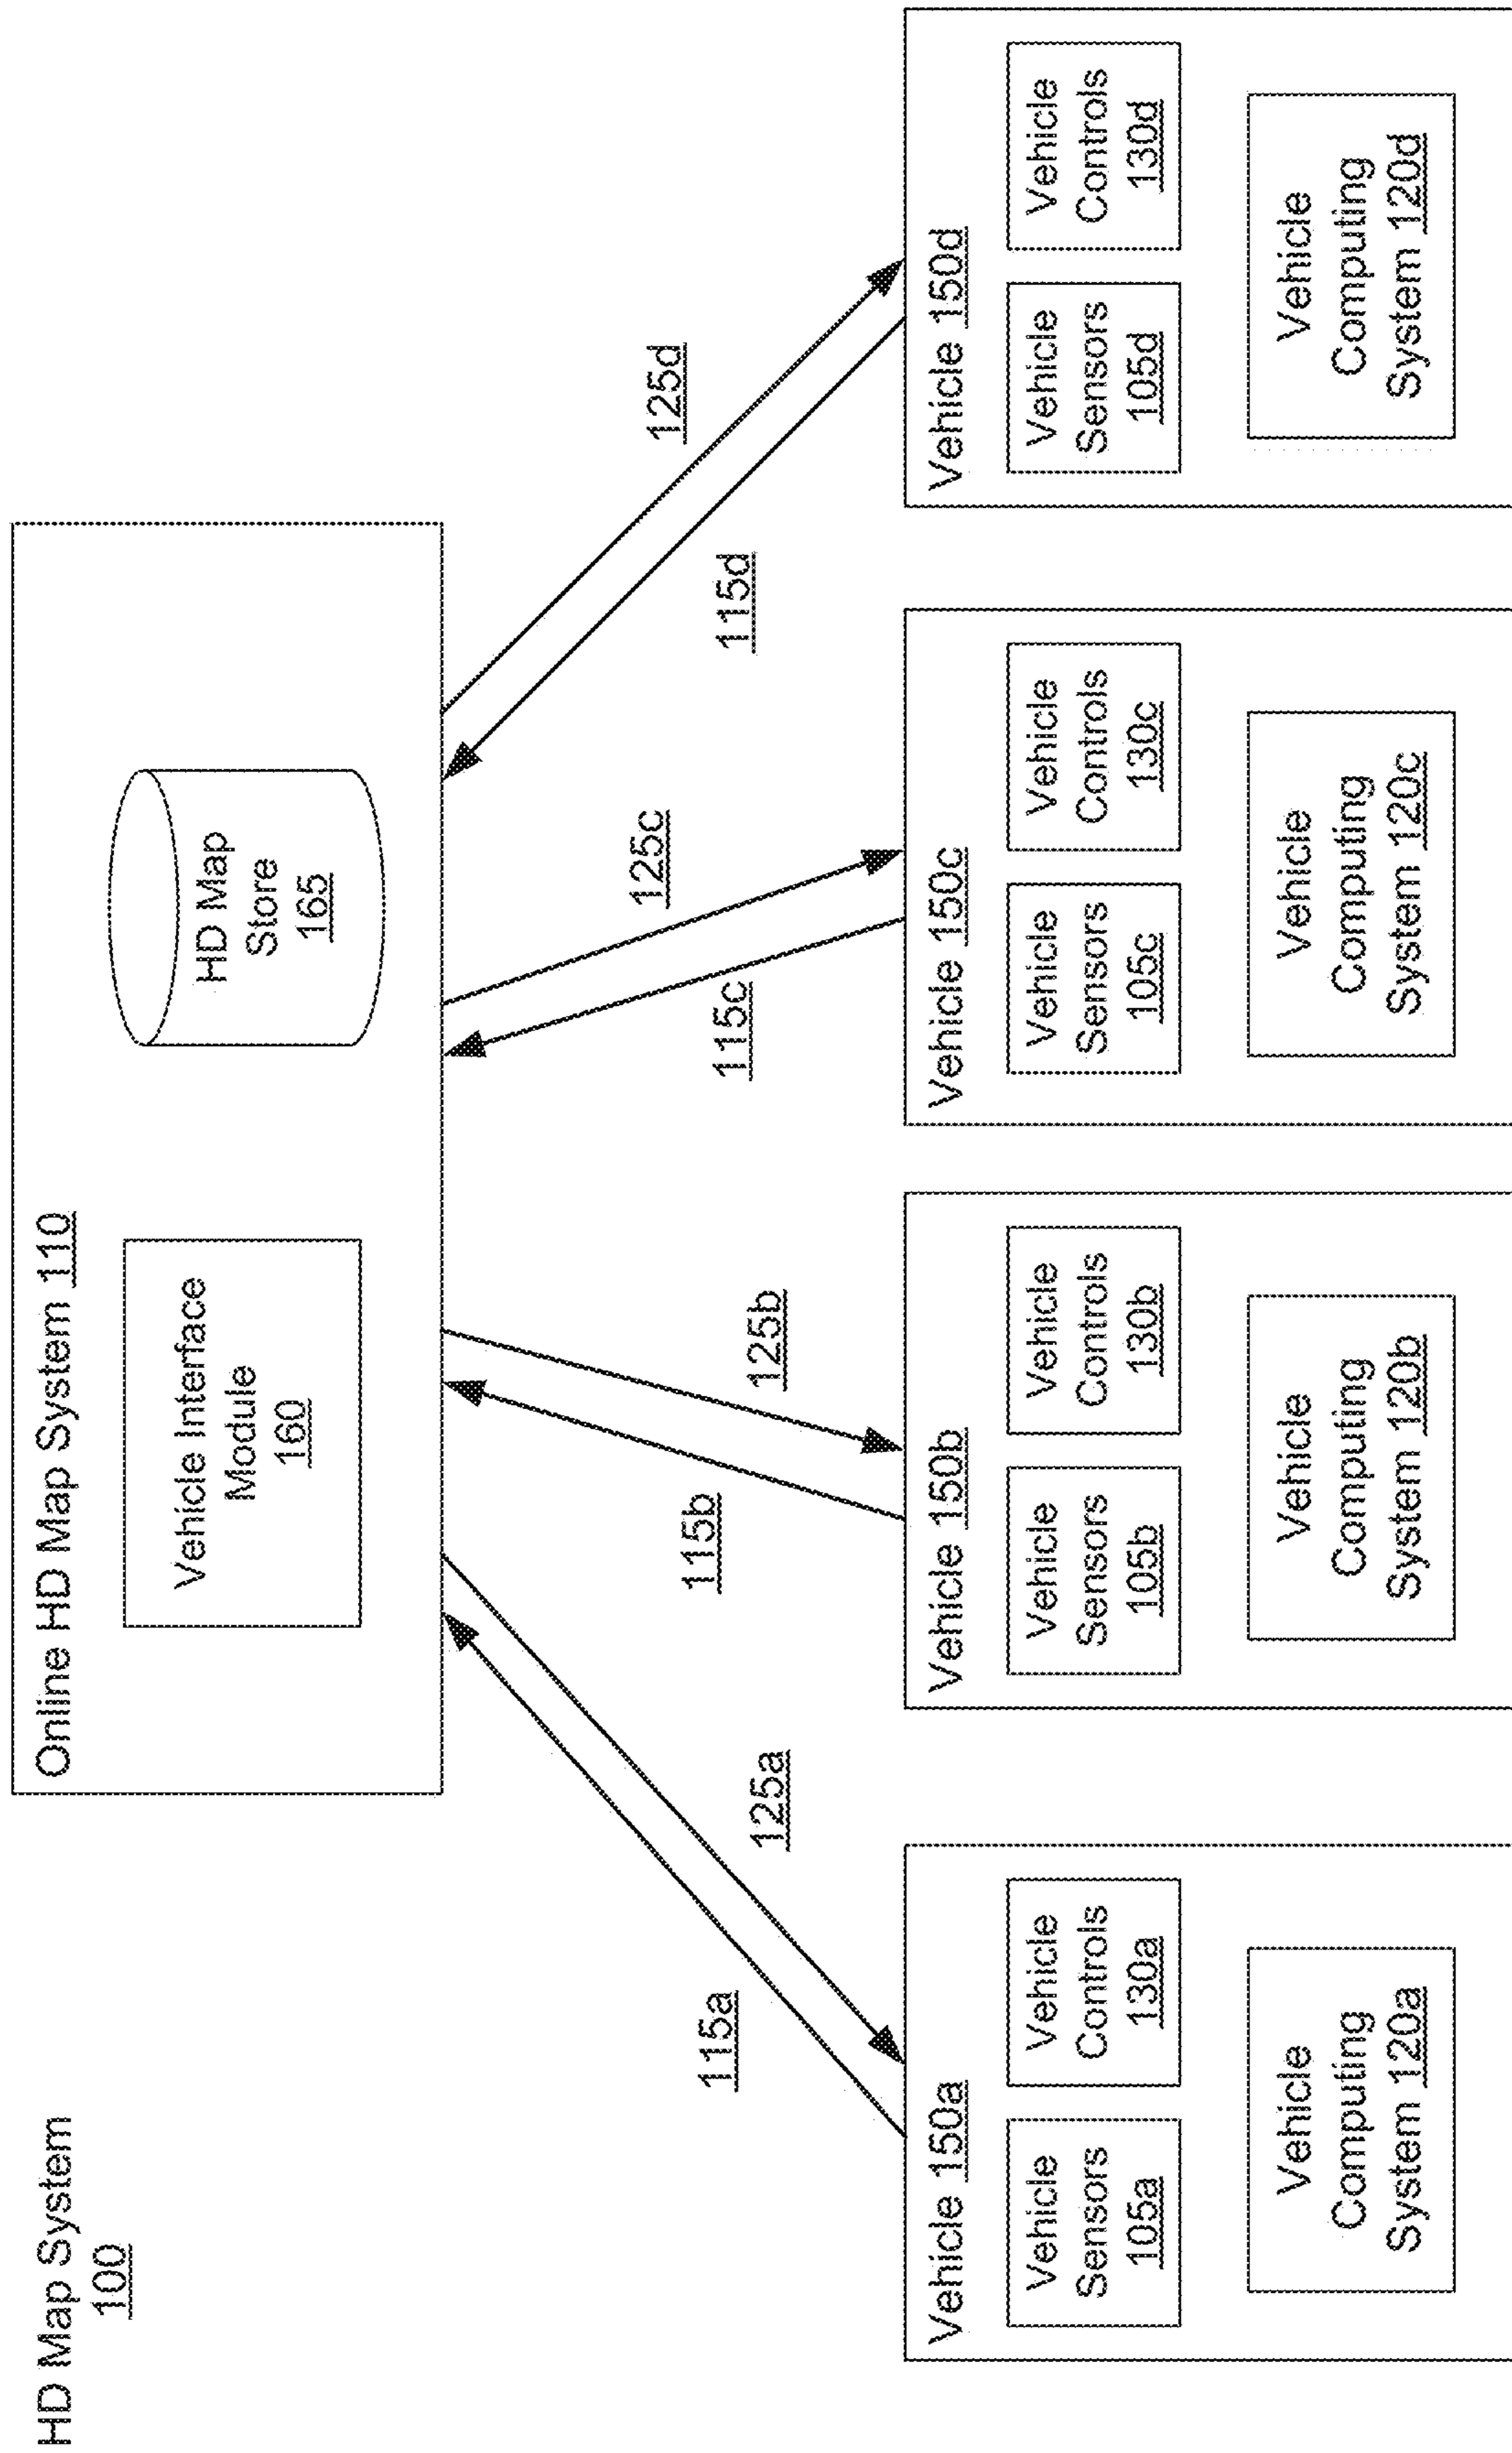 HD Map System
100
Online HD Map System 110
Vehicle Interface
Module
160
HD Map
Store
165
115a
125a
115b
125b
115c
125c
115d
125d
Vehicle 150a
Vehicle
Sensors
105a
Vehicle
Controls
130a
Vehicle
Computing
System 120a
Vehicle 150b
Vehicle
Sensors
105b
Vehicle
Controls
130b
Vehicle
Computing
System 120b
Vehicle 150c
Vehicle
Sensors
105c
Vehicle
Controls
130c
Vehicle
Computing
System 120c
Vehicle 150d
Vehicle
Sensors
105d
Vehicle
Controls
130d
Vehicle
Computing
System 120d